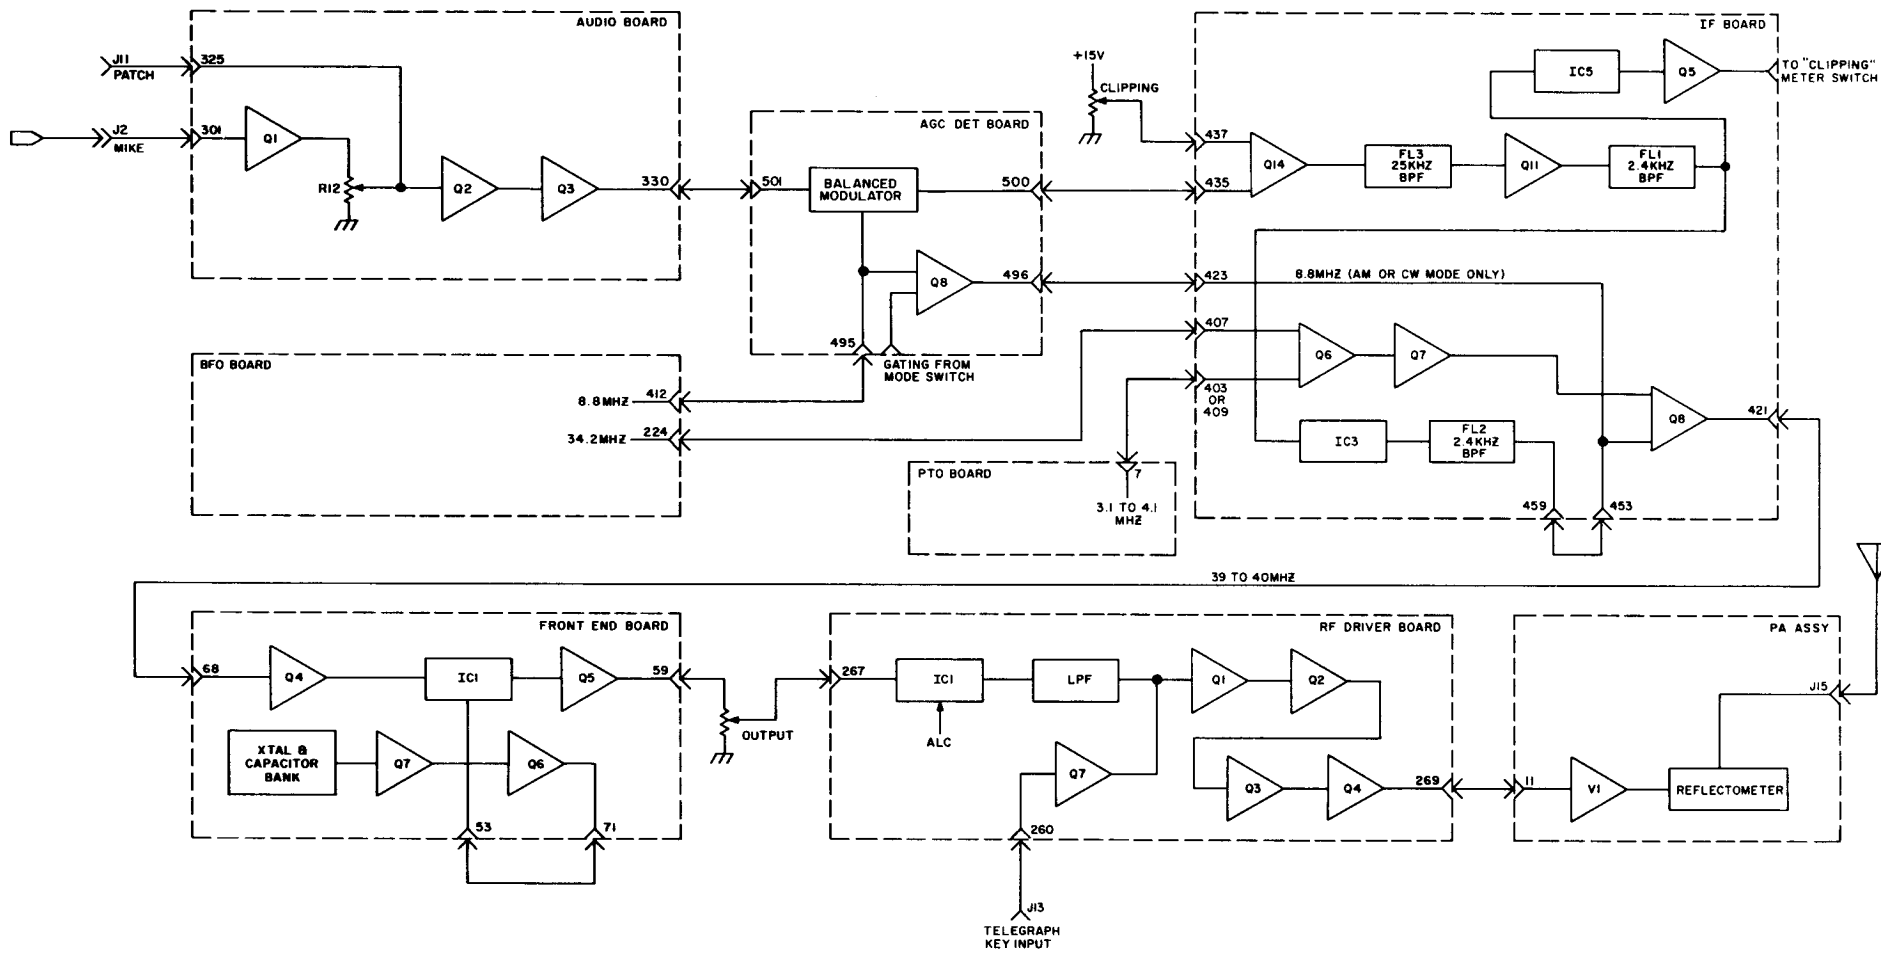 AUDIO BOARD
J11
PATCH
325
J2
MIKE
301
Q1
R12
Q2
Q3
330
AGC DET BOARD
501
BALANCED
MODULATOR
500
Q8
496
495
GATING FROM
MODE SWITCH
+15V
CLIPPING
IF BOARD
IC5
Q5
TO "CLIPPING"
METER SWITCH
437
435
Q14
FL3
25KHZ
BPF
Q11
FL1
2.4KHZ
BPF
423
8.8MHZ (AM OR CW MODE ONLY)
407
403
OR
409
Q6
Q7
Q8
421
IC3
FL2
2.4KHZ
BPF
459
453
BFO BOARD
8.8MHZ
412
34.2MHZ
224
PTO BOARD
7
3.1 TO 4.1
MHZ
39 TO 40MHZ
FRONT END BOARD
68
Q4
IC1
Q5
59
XTAL &
CAPACITOR
BANK
Q7
Q6
53
71
OUTPUT
RF DRIVER BOARD
267
IC1
ALC
LPF
Q1
Q2
Q7
Q3
Q4
269
260
J13
TELEGRAPH
KEY INPUT
PA ASSY
J15
11
V1
REFLECTOMETER